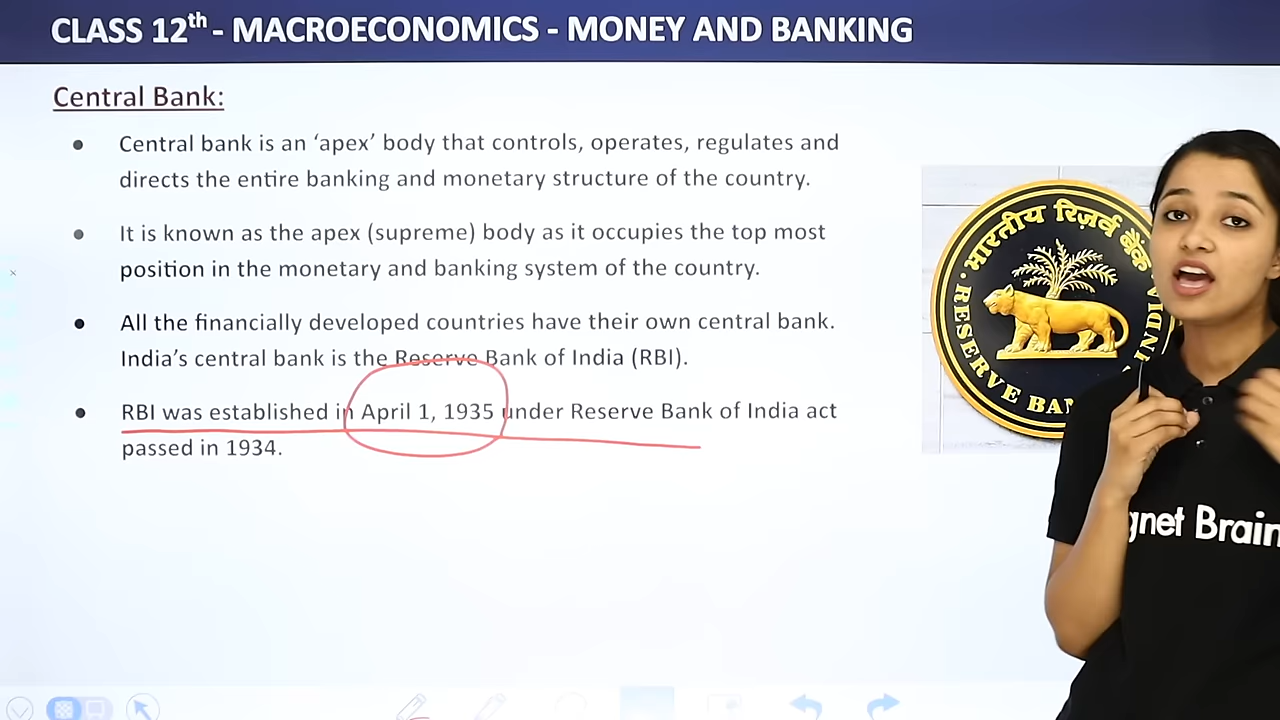 CLASS 12th - MACROECONOMICS - MONEY AND BANKING
Central Bank:
Central bank is an ‘apex’ body that controls, operates, regulates and
directs the entire banking and monetary structure of the country.
It is known as the apex (supreme) body as it occupies the top most
position in the monetary and banking system of the country.
All the financially developed countries have their own central bank.
India’s central bank is the Reserve Bank of India (RBI).
RBI was established in April 1, 1935 under Reserve Bank of India act
passed in 1934.
भारतीय रिज़र्व बैंक
RESERVE BAN INDIA
gnet Brain